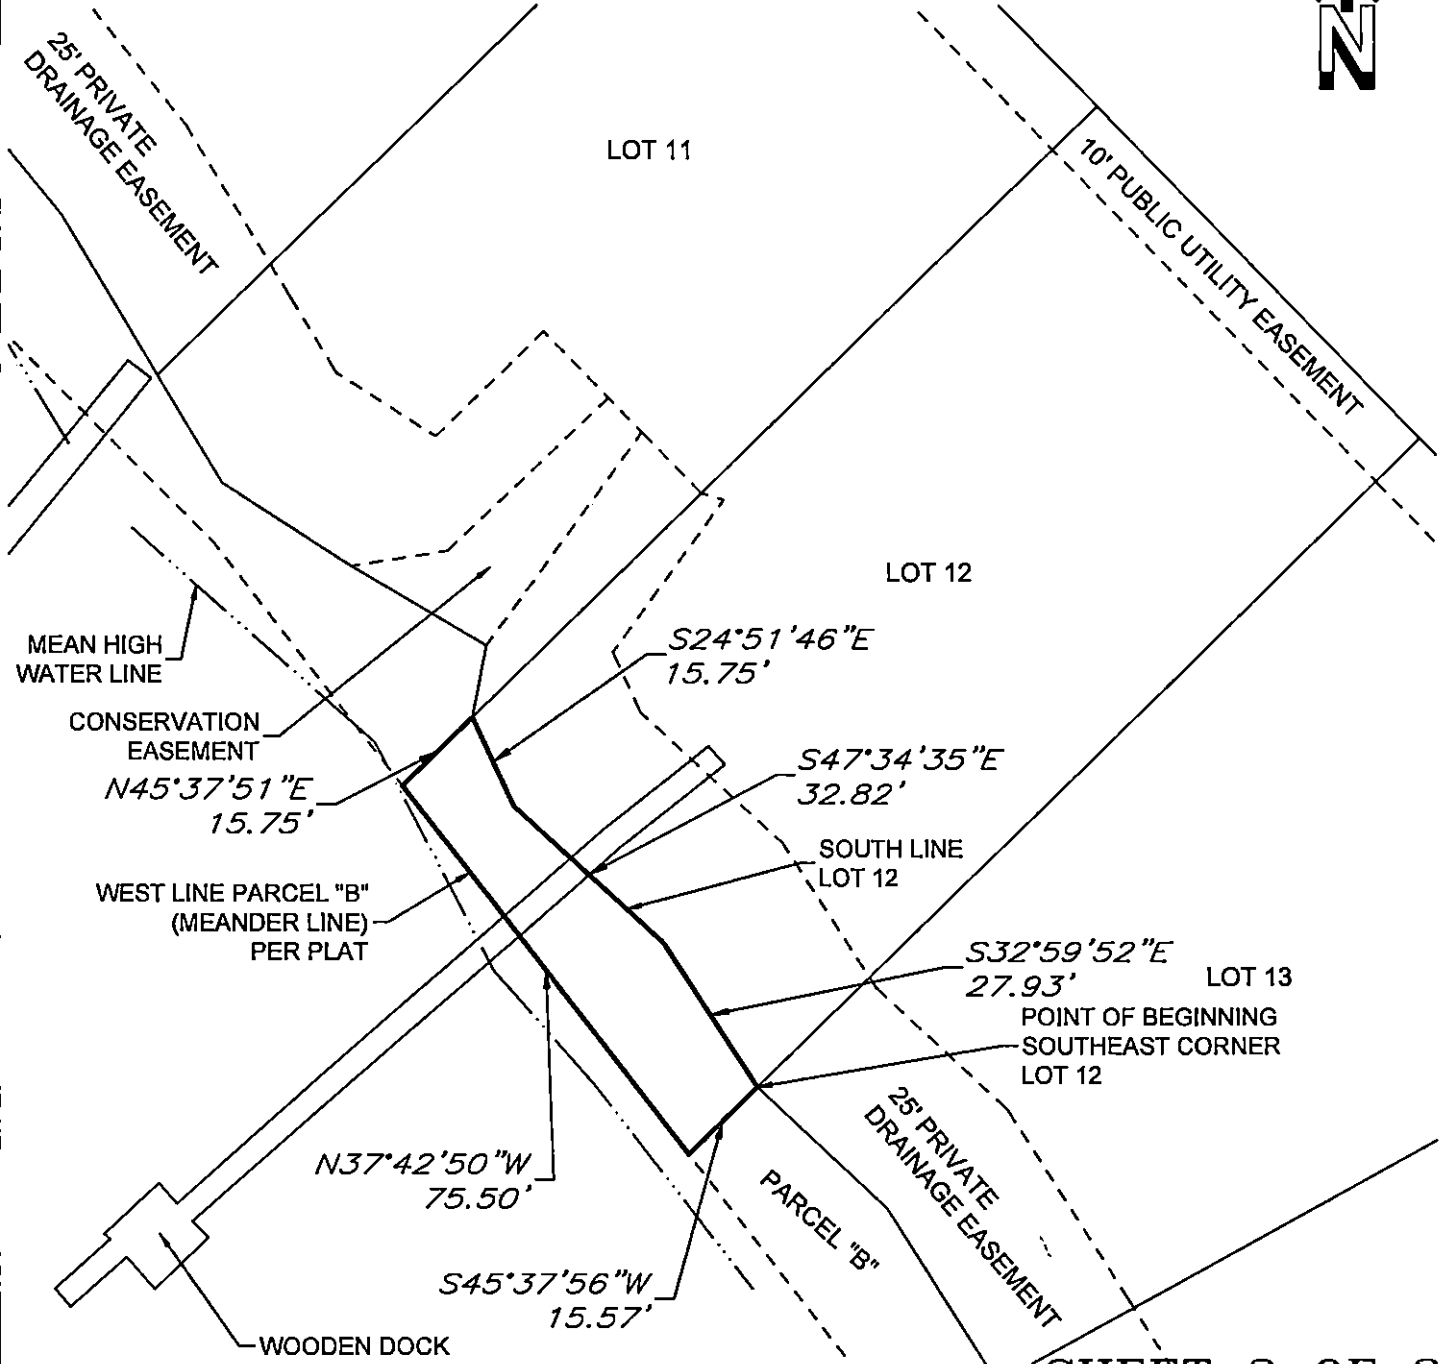 N
25' PRIVATE
DRAINAGE EASEMENT
LOT 11
10' PUBLIC UTILITY EASEMENT
LOT 12
MEAN HIGH
WATER LINE
S24°51'46"E
15.75'
CONSERVATION
EASEMENT
N45°37'51"E
15.75'
S47°34'35"E
32.82'
SOUTH LINE
LOT 12
WEST LINE PARCEL "B"
(MEANDER LINE)
PER PLAT
S32°59'52"E
27.93'
LOT 13
POINT OF BEGINNING
SOUTHEAST CORNER
LOT 12
25' PRIVATE
DRAINAGE EASEMENT
N37°42'50"W
75.50'
PARCEL "B"
S45°37'56"W
15.57'
WOODEN DOCK